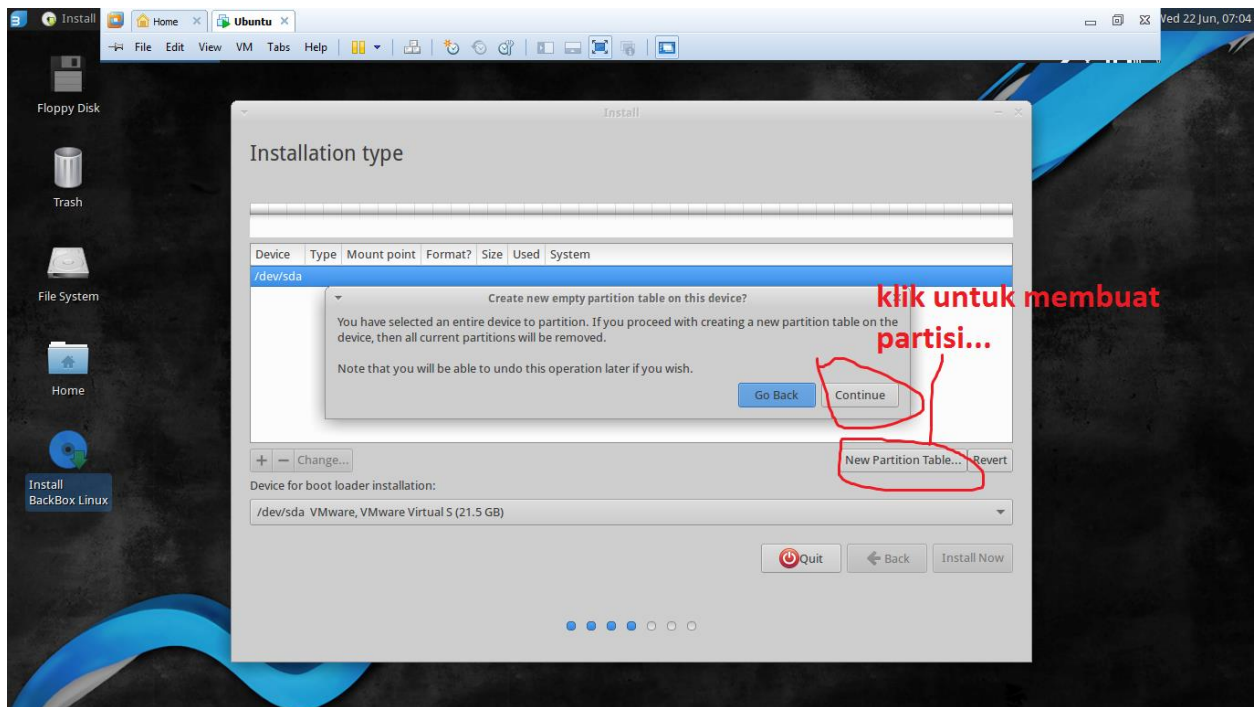 Install
Home
Ubuntu
Wed 22 Jun, 07:04
File Edit View VM Tabs Help
Floppy Disk
Trash
File System
Home
Install
BackBox Linux
Install
Installation type
Device Type Mount point Format? Size Used System
/dev/sda
klik untuk membuat
partisi...
Create new empty partition table on this device?
You have selected an entire device to partition. If you proceed with creating a new partition table on the
device, then all current partitions will be removed.
Note that you will be able to undo this operation later if you wish.
Go Back Continue
+ − Change... New Partition Table... Revert
Device for boot loader installation:
/dev/sda VMware, VMware Virtual S (21.5 GB)
Quit Back Install Now